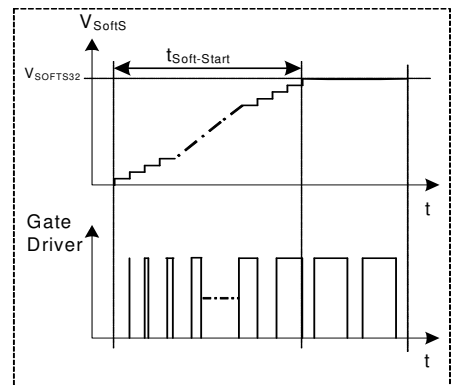 VSoftS
tSoft-Start
VSOFTS32
t
Gate
Driver
t